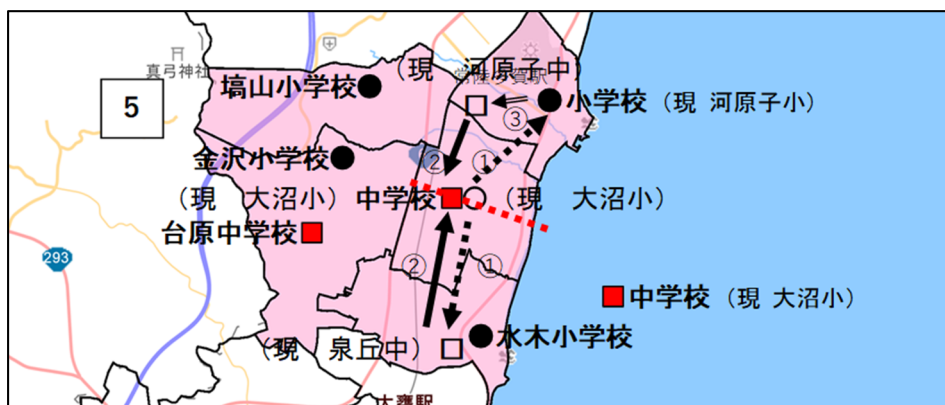 5
真弓神社
293
(現 河原子中)
塙山小学校
小学校 (現 河原子小)
③
金沢小学校
②
①
(現 大沼小) 中学校
(現 大沼小)
台原中学校
②
①
中学校 (現 大沼小)
水木小学校
(現 泉丘中)
大甕駅